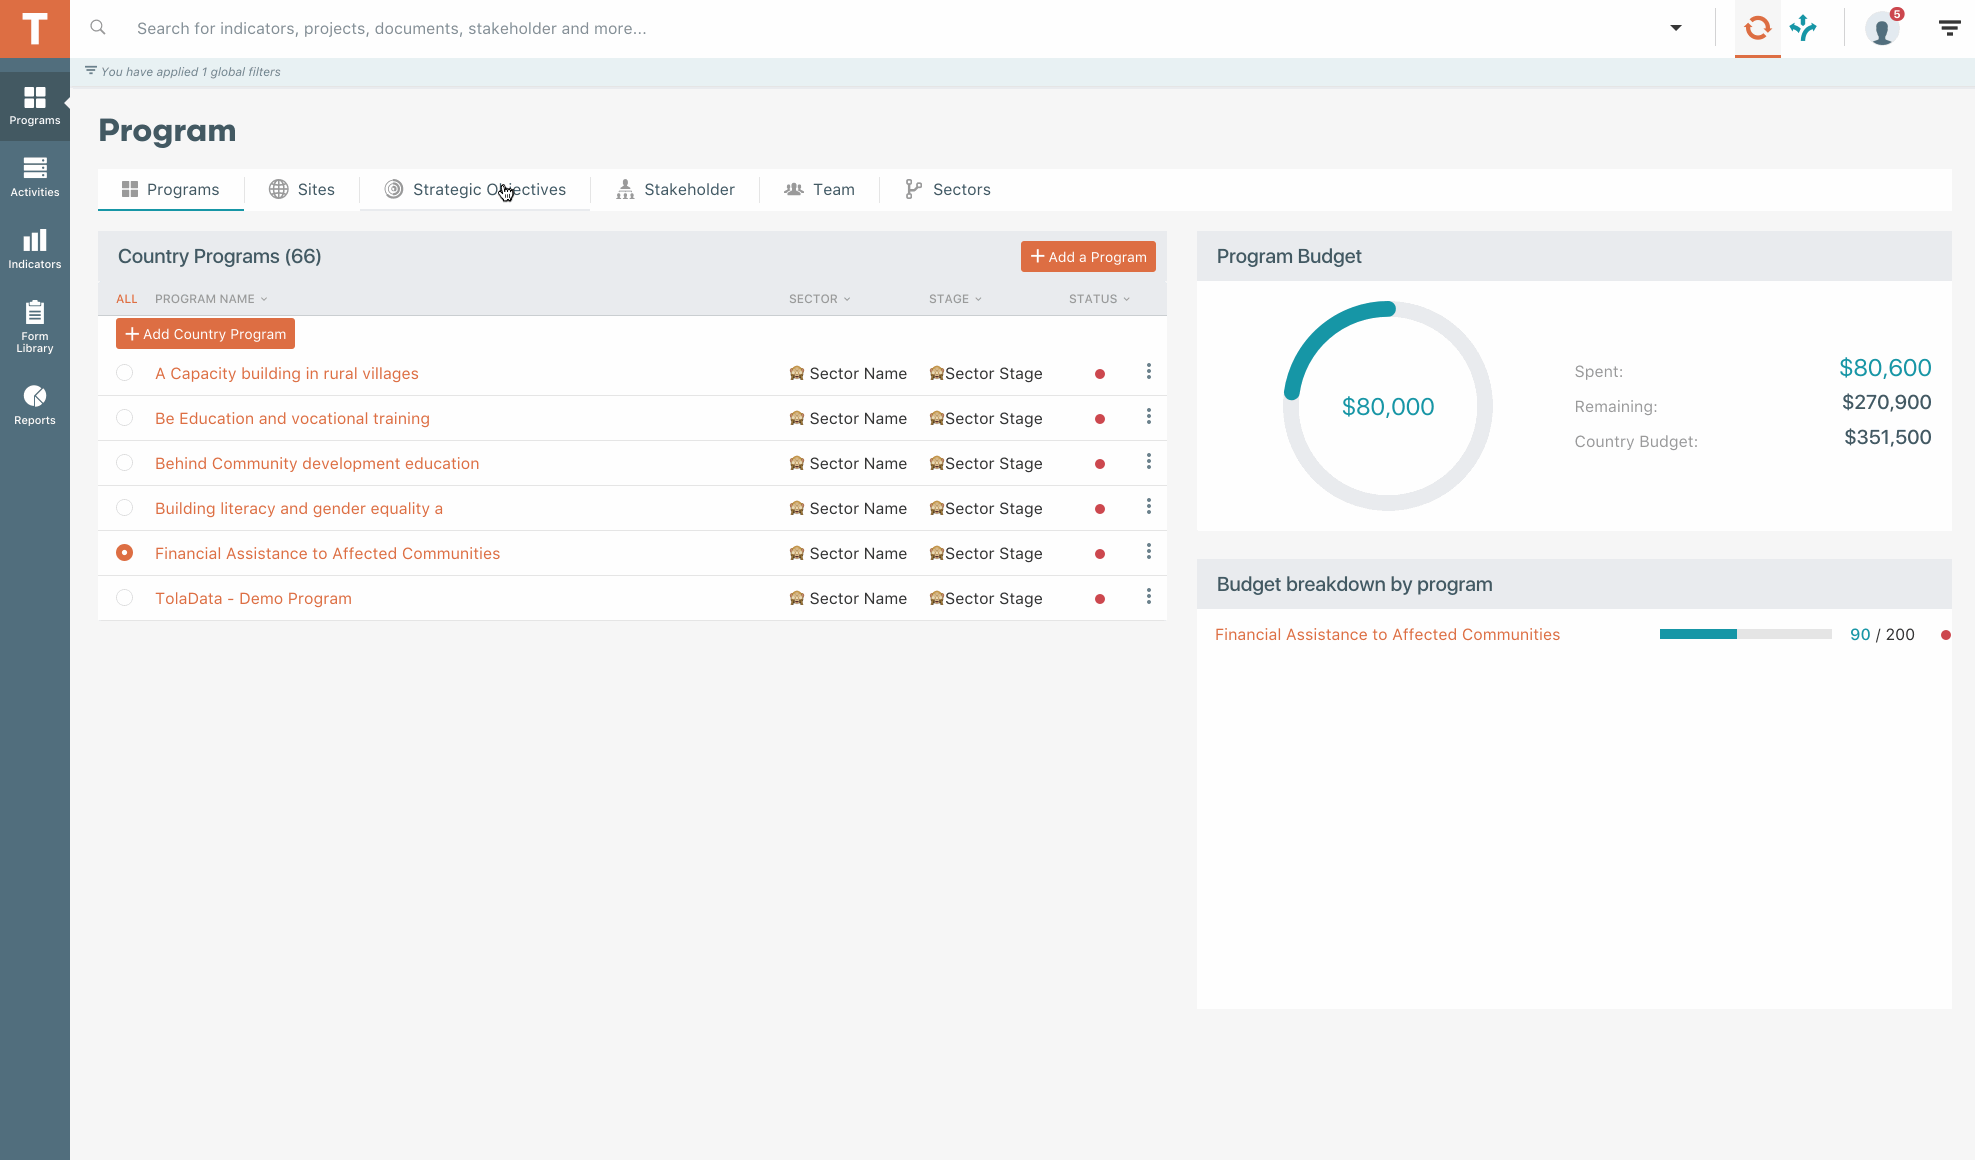 T
Search for indicators, projects, documents, stakeholder and more...
5
You have applied 1 global filters
Programs
Activities
Indicators
Form
Library
Reports
Program
Programs
Sites
Strategic Objectives
Stakeholder
Team
Sectors
Country Programs (66)
+ Add a Program
ALL PROGRAM NAME SECTOR STAGE STATUS
+ Add Country Program
A Capacity building in rural villages Sector Name Sector Stage
Be Education and vocational training Sector Name Sector Stage
Behind Community development education Sector Name Sector Stage
Building literacy and gender equality a Sector Name Sector Stage
Financial Assistance to Affected Communities Sector Name Sector Stage
TolaData - Demo Program Sector Name Sector Stage
Program Budget
$80,000
Spent: $80,600
Remaining: $270,900
Country Budget: $351,500
Budget breakdown by program
Financial Assistance to Affected Communities 90 / 200